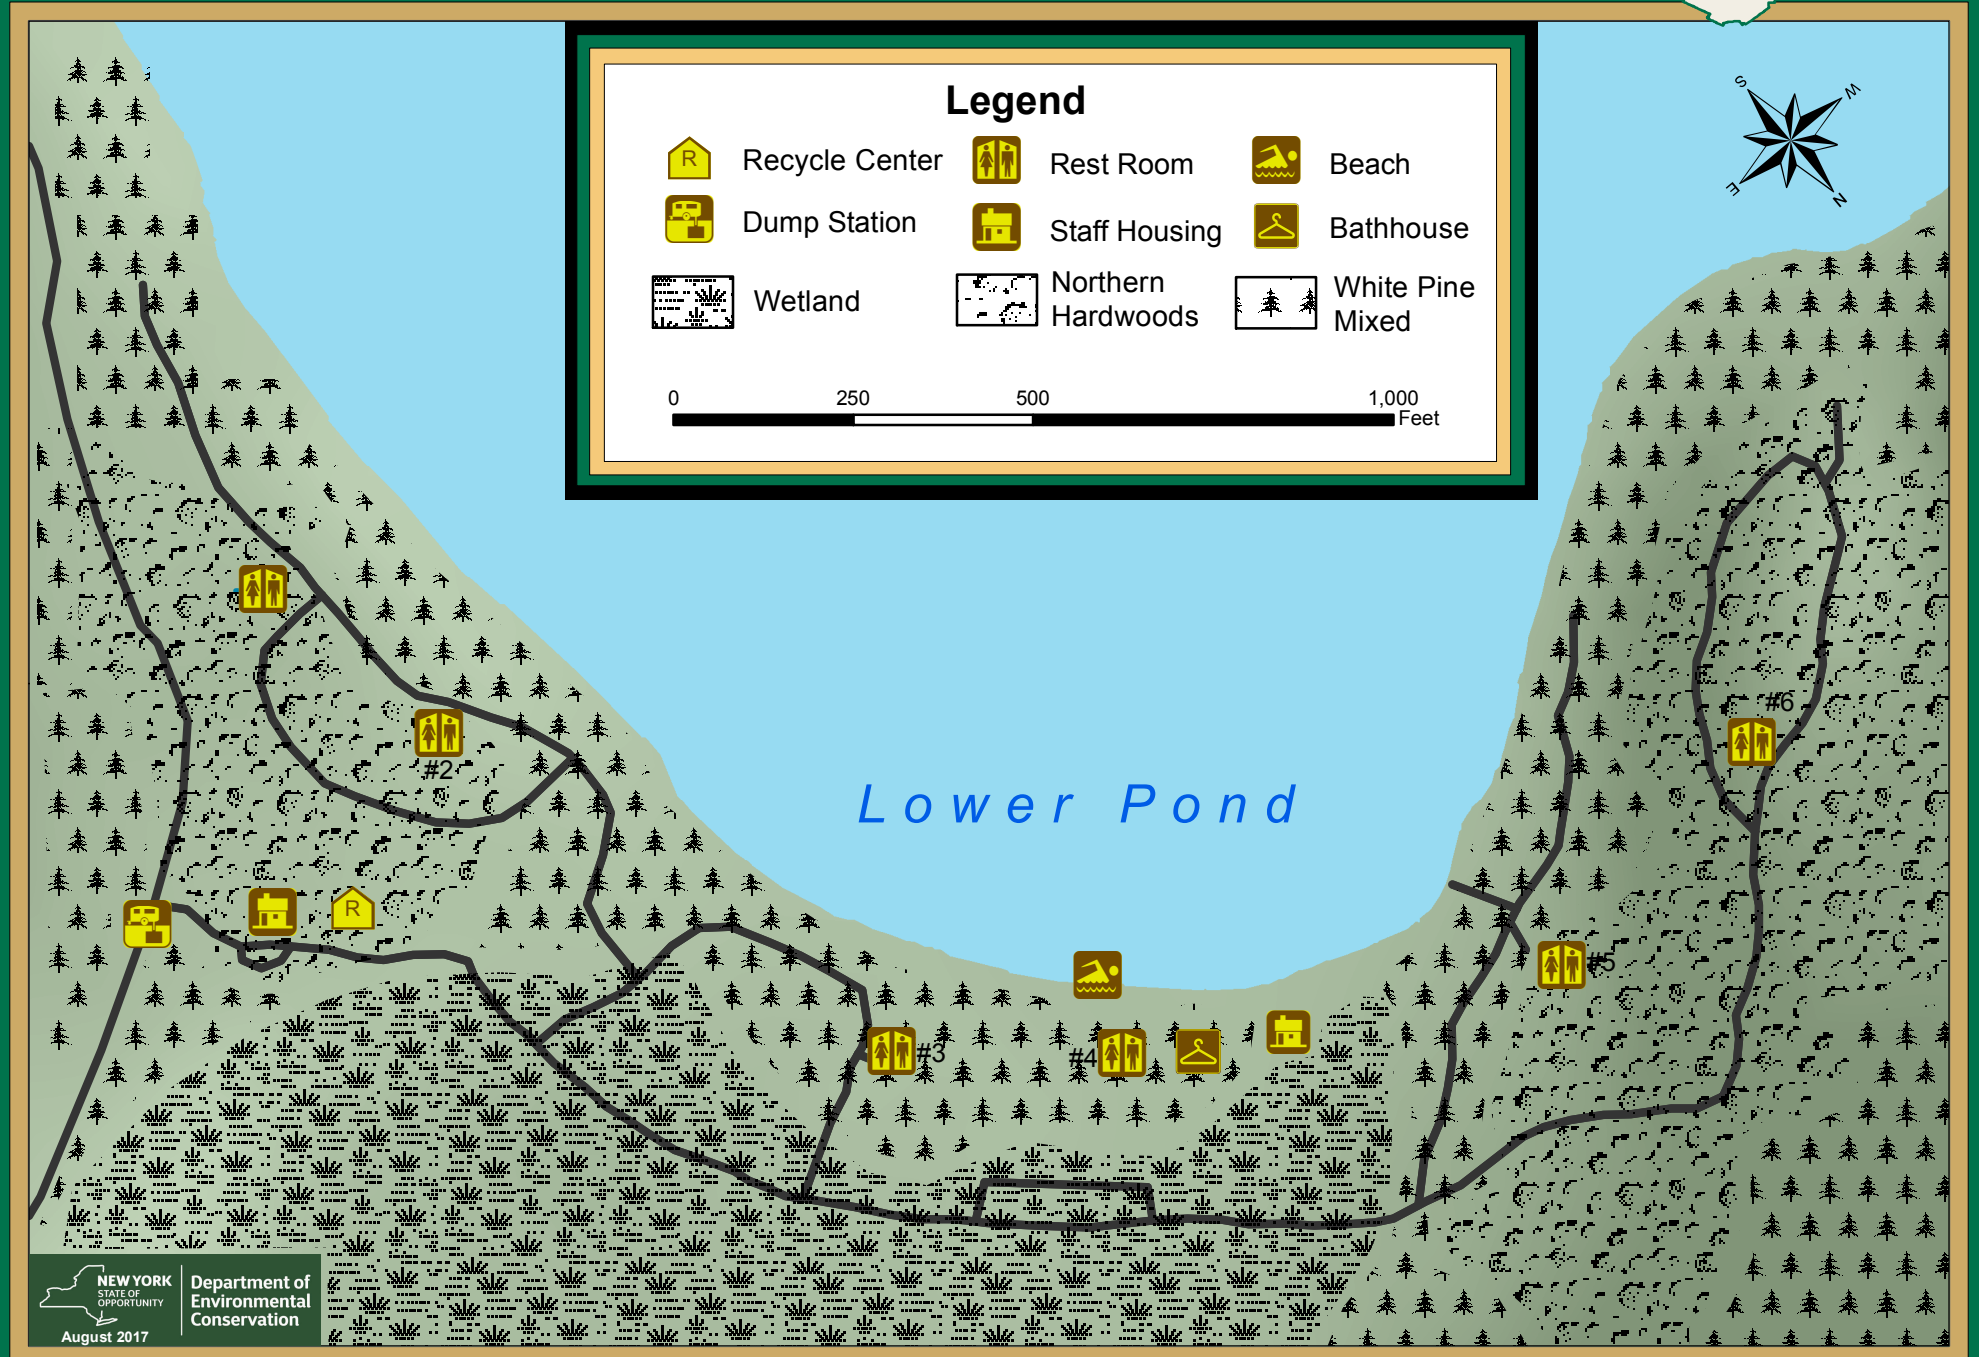 Legend
R Recycle Center
Rest Room
Beach
Dump Station
Staff Housing
Bathhouse
Wetland
Northern
Hardwoods
White Pine
Mixed
0 250 500 1,000
Feet
S
W
E
N
#6
#2
Lower Pond
R
#5
#3
#4
NEW YORK
STATE OF
OPPORTUNITY
Department of
Environmental
Conservation
August 2017